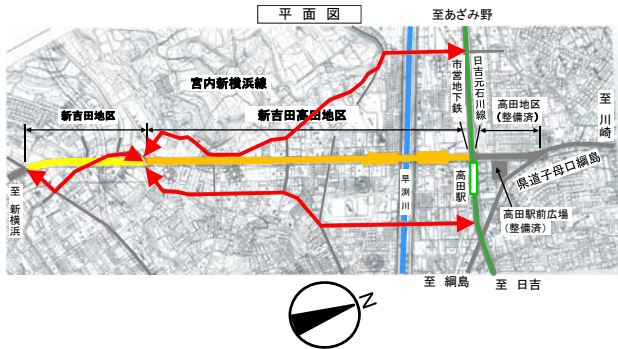 平面図
至あざみ野
宮内新横浜線
市営地下鉄
日吉元石川線
新吉田地区
新吉田高田地区
高田地区
(整備済)
至 川崎
県道子母口綱島
早渕川
高田駅
高田駅前広場
(整備済)
至 新横浜
至 綱島
至 日吉
N